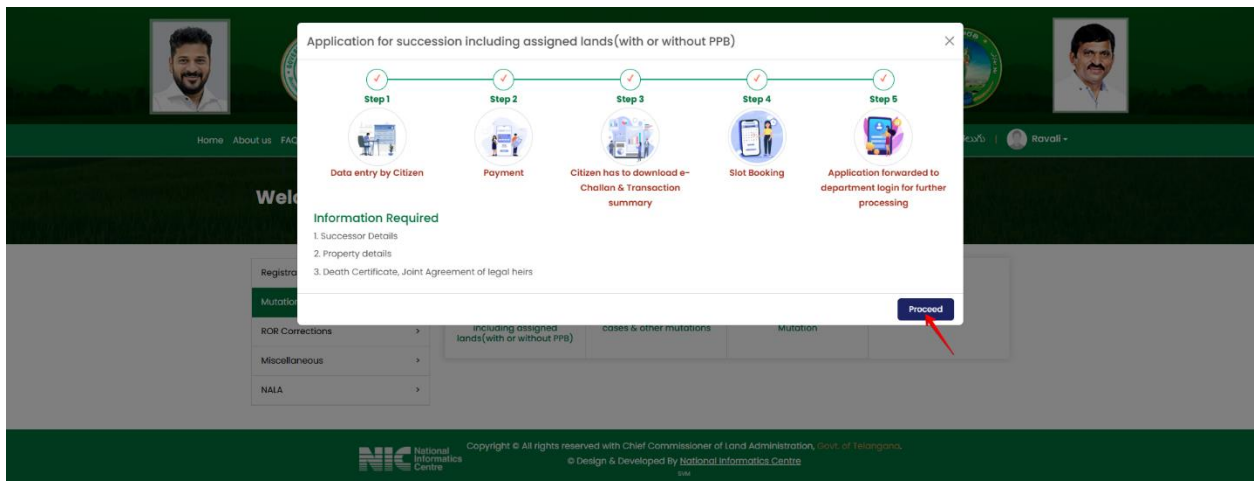 Application for succession including assigned lands(with or without PPB)
Step 1
Step 2
Step 3
Step 4
Step 5
Home About us FAQ
Ravali
Data entry by Citizen
Payment
Citizen has to download e-
Challan & Transaction
summary
Slot Booking
Application forwarded to
department login for further
processing
Information Required
1. Successor Details
2. Property details
3. Death Certificate, Joint Agreement of legal heirs
Proceed
ROR Corrections
including assigned
lands(with or without PPB)
cases & other mutations
Mutation
Miscellaneous
NALA
NIC National
Informatics
Centre
Copyright © All rights reserved with Chief Commissioner of Land Administration, Govt. of Telangana.
© Design & Developed By National Informatics Centre